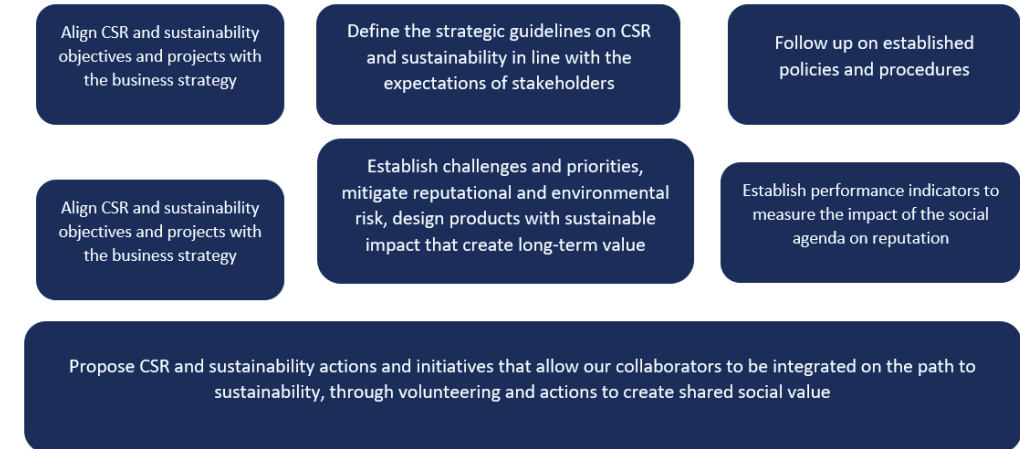 Align CSR and sustainability
objectives and projects with
the business strategy
Define the strategic guidelines on CSR
and sustainability in line with the
expectations of stakeholders
Follow up on established
policies and procedures
Align CSR and sustainability
objectives and projects with
the business strategy
Establish challenges and priorities,
mitigate reputational and environmental
risk, design products with sustainable
impact that create long-term value
Establish performance indicators to
measure the impact of the social
agenda on reputation
Propose CSR and sustainability actions and initiatives that allow our collaborators to be integrated on the path to
sustainability, through volunteering and actions to create shared social value